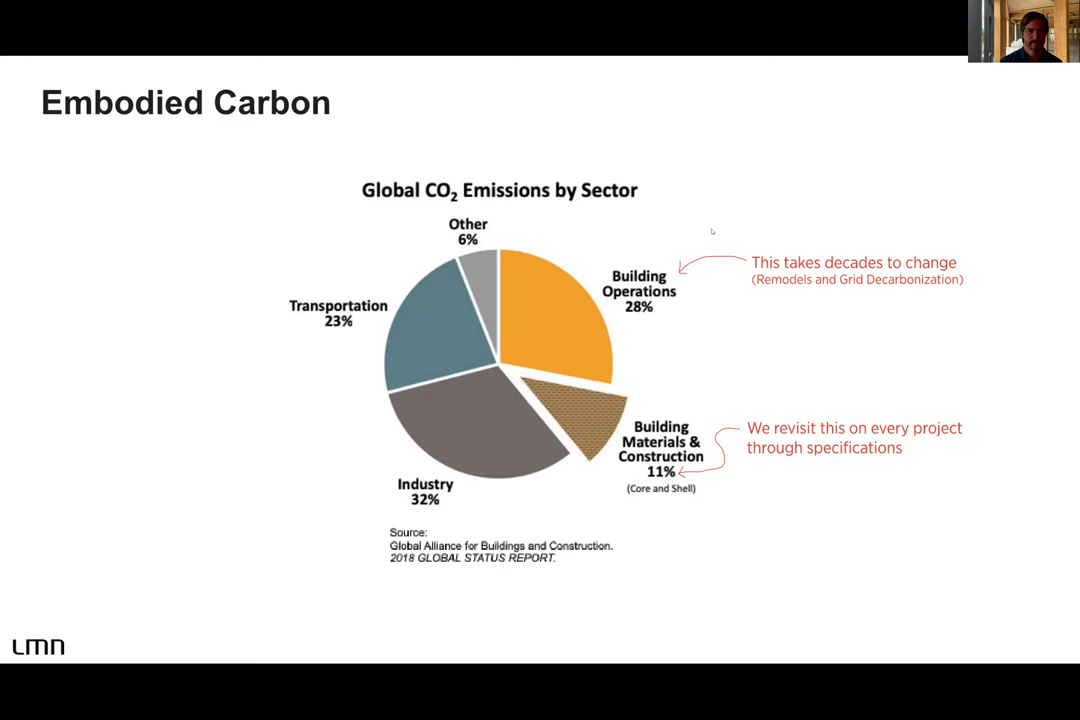 Embodied Carbon
Global CO₂ Emissions by Sector
Other
6%
Building
Operations
28%
This takes decades to change
(Remodels and Grid Decarbonization)
Transportation
23%
Building
Materials &
Construction
11%
(Core and Shell)
We revisit this on every project
through specifications
Industry
32%
Source:
Global Alliance for Buildings and Construction.
2018 GLOBAL STATUS REPORT.
LMN